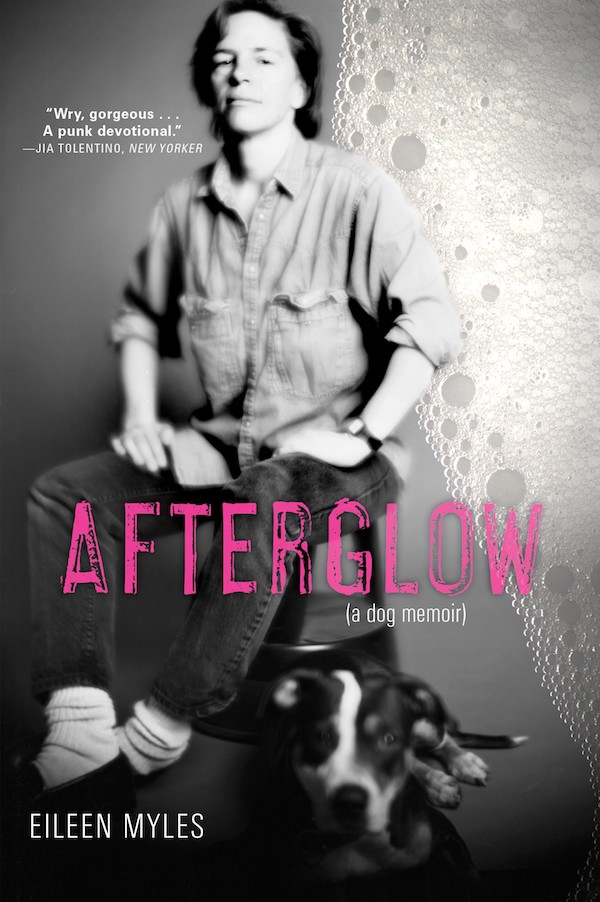 “Wry, gorgeous . . .
A punk devotional.”
—JIA TOLENTINO, NEW YORKER
AFTERGLOW
(a dog memoir)
EILEEN MYLES